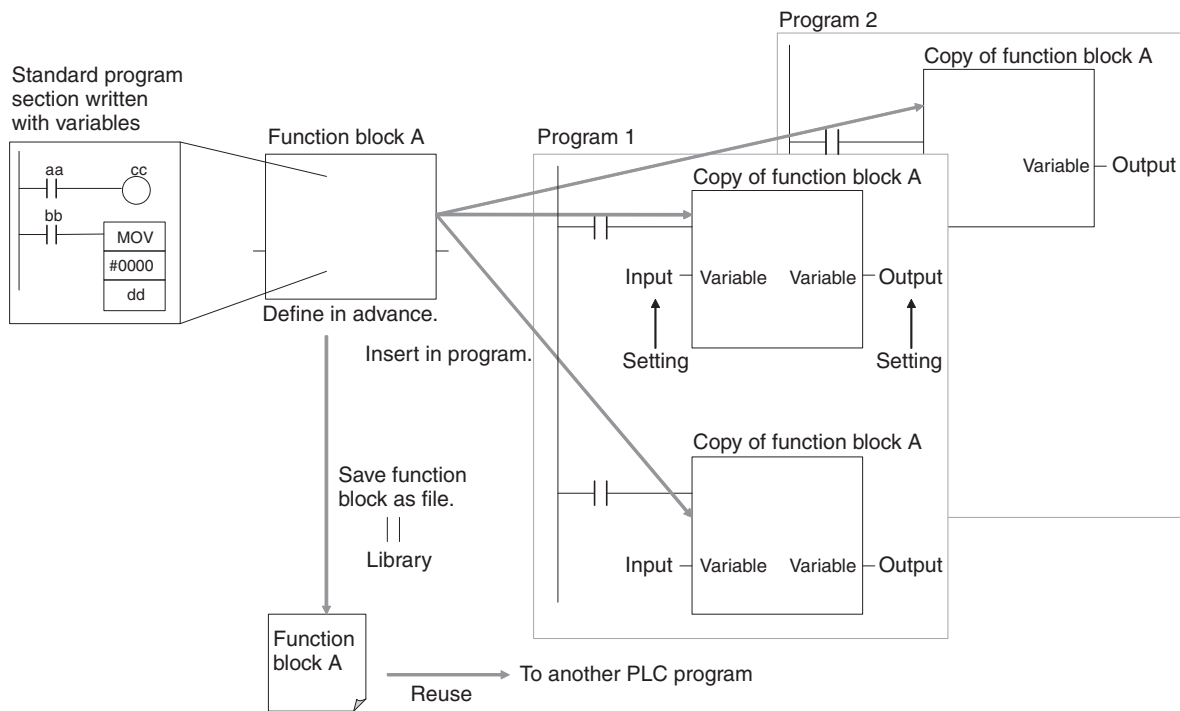 Program 2
Copy of function block A
Standard program
section written
with variables
Function block A
Program 1
aa
cc
bb
MOV
#0000
dd
Variable
Output
Copy of function block A
Input
Variable
Variable
Output
Define in advance.
Insert in program.
Setting
Setting
Copy of function block A
Save function
block as file.
Library
Input
Variable
Variable
Output
Function
block A
Reuse
To another PLC program